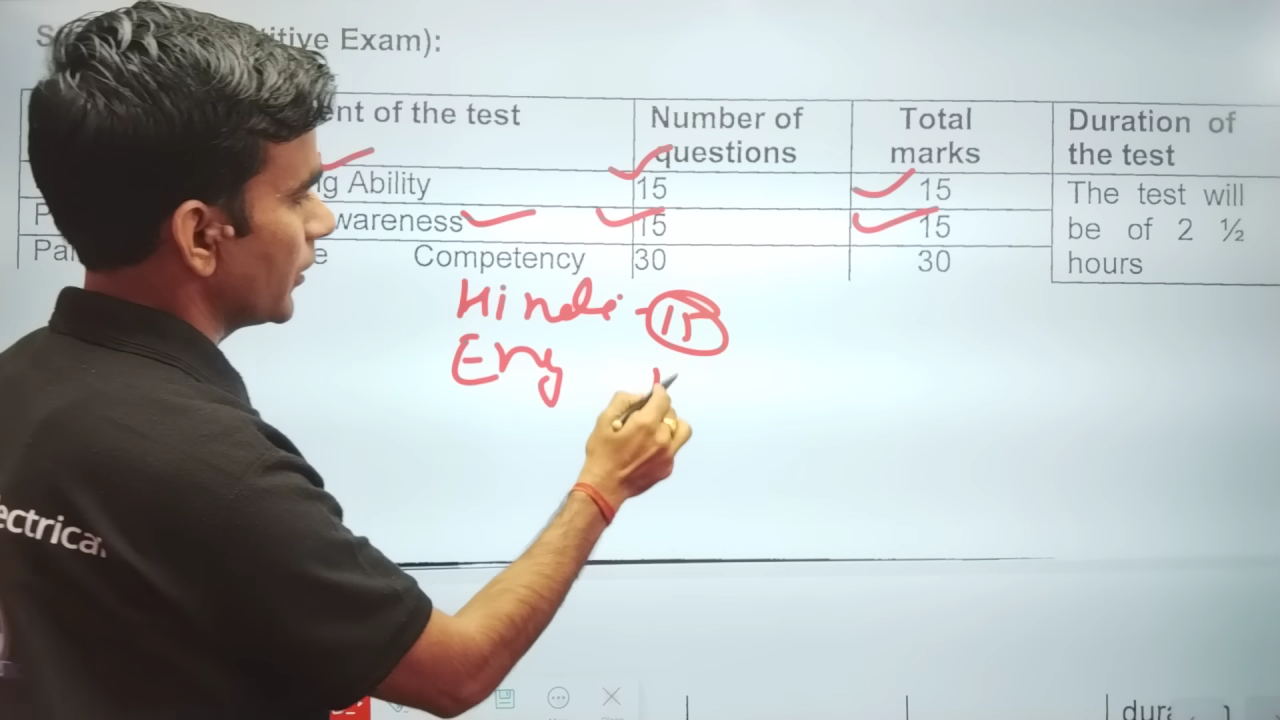 itive Exam):
ent of the test Number of questions Total marks Duration of the test
ig Ability 15 15 The test will be of 2 ½ hours
wareness 15 15
Competency 30 30
Hindi - 15
Eng
ectrical